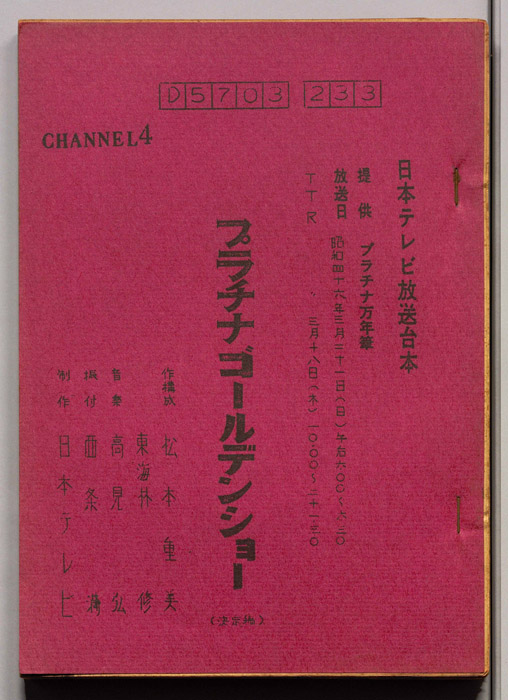 D5703 233
CHANNEL4
日本テレビ放送台本
提供 プラチナ万年筆
放送日 昭和四十六年三月二十一日(日)午后六:〇〇〜六:三〇
TTR 〃 三月十八日(木)一〇:〇〇〜二十一:三〇
プラチナゴールデンショー
(東京編)
作構成 松本重美
東海林 修
音楽 高見 弘
振付 西条 満
制作 日本テレビ